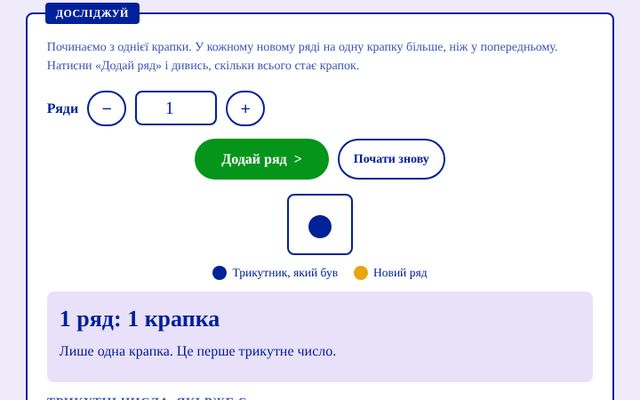 ДОСЛІДЖУЙ
Починаємо з однієї крапки. У кожному новому ряді на одну крапку більше, ніж у попередньому.
Натисни «Додай ряд» і дивись, скільки всього стає крапок.
Ряди − 1 +
Додай ряд >
Почати знову
Трикутник, який був
Новий ряд
1 ряд: 1 крапка
Лише одна крапка. Це перше трикутне число.